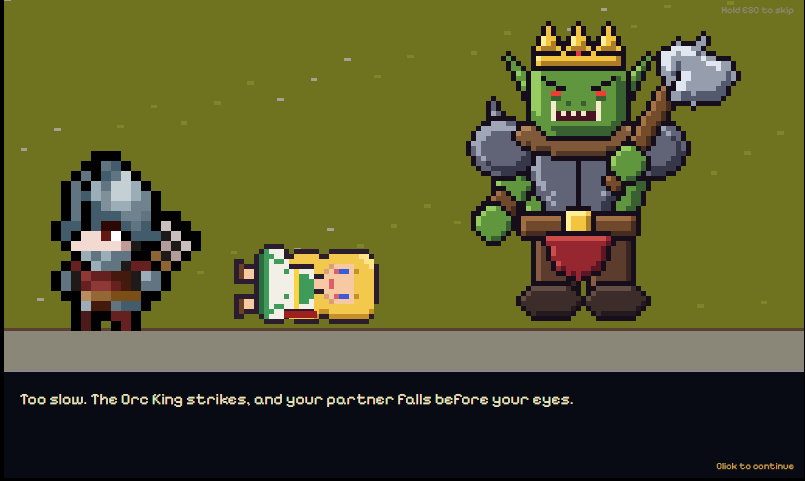 Hold ESC to skip
Too slow. The Orc King strikes, and your partner falls before your eyes.
Click to continue